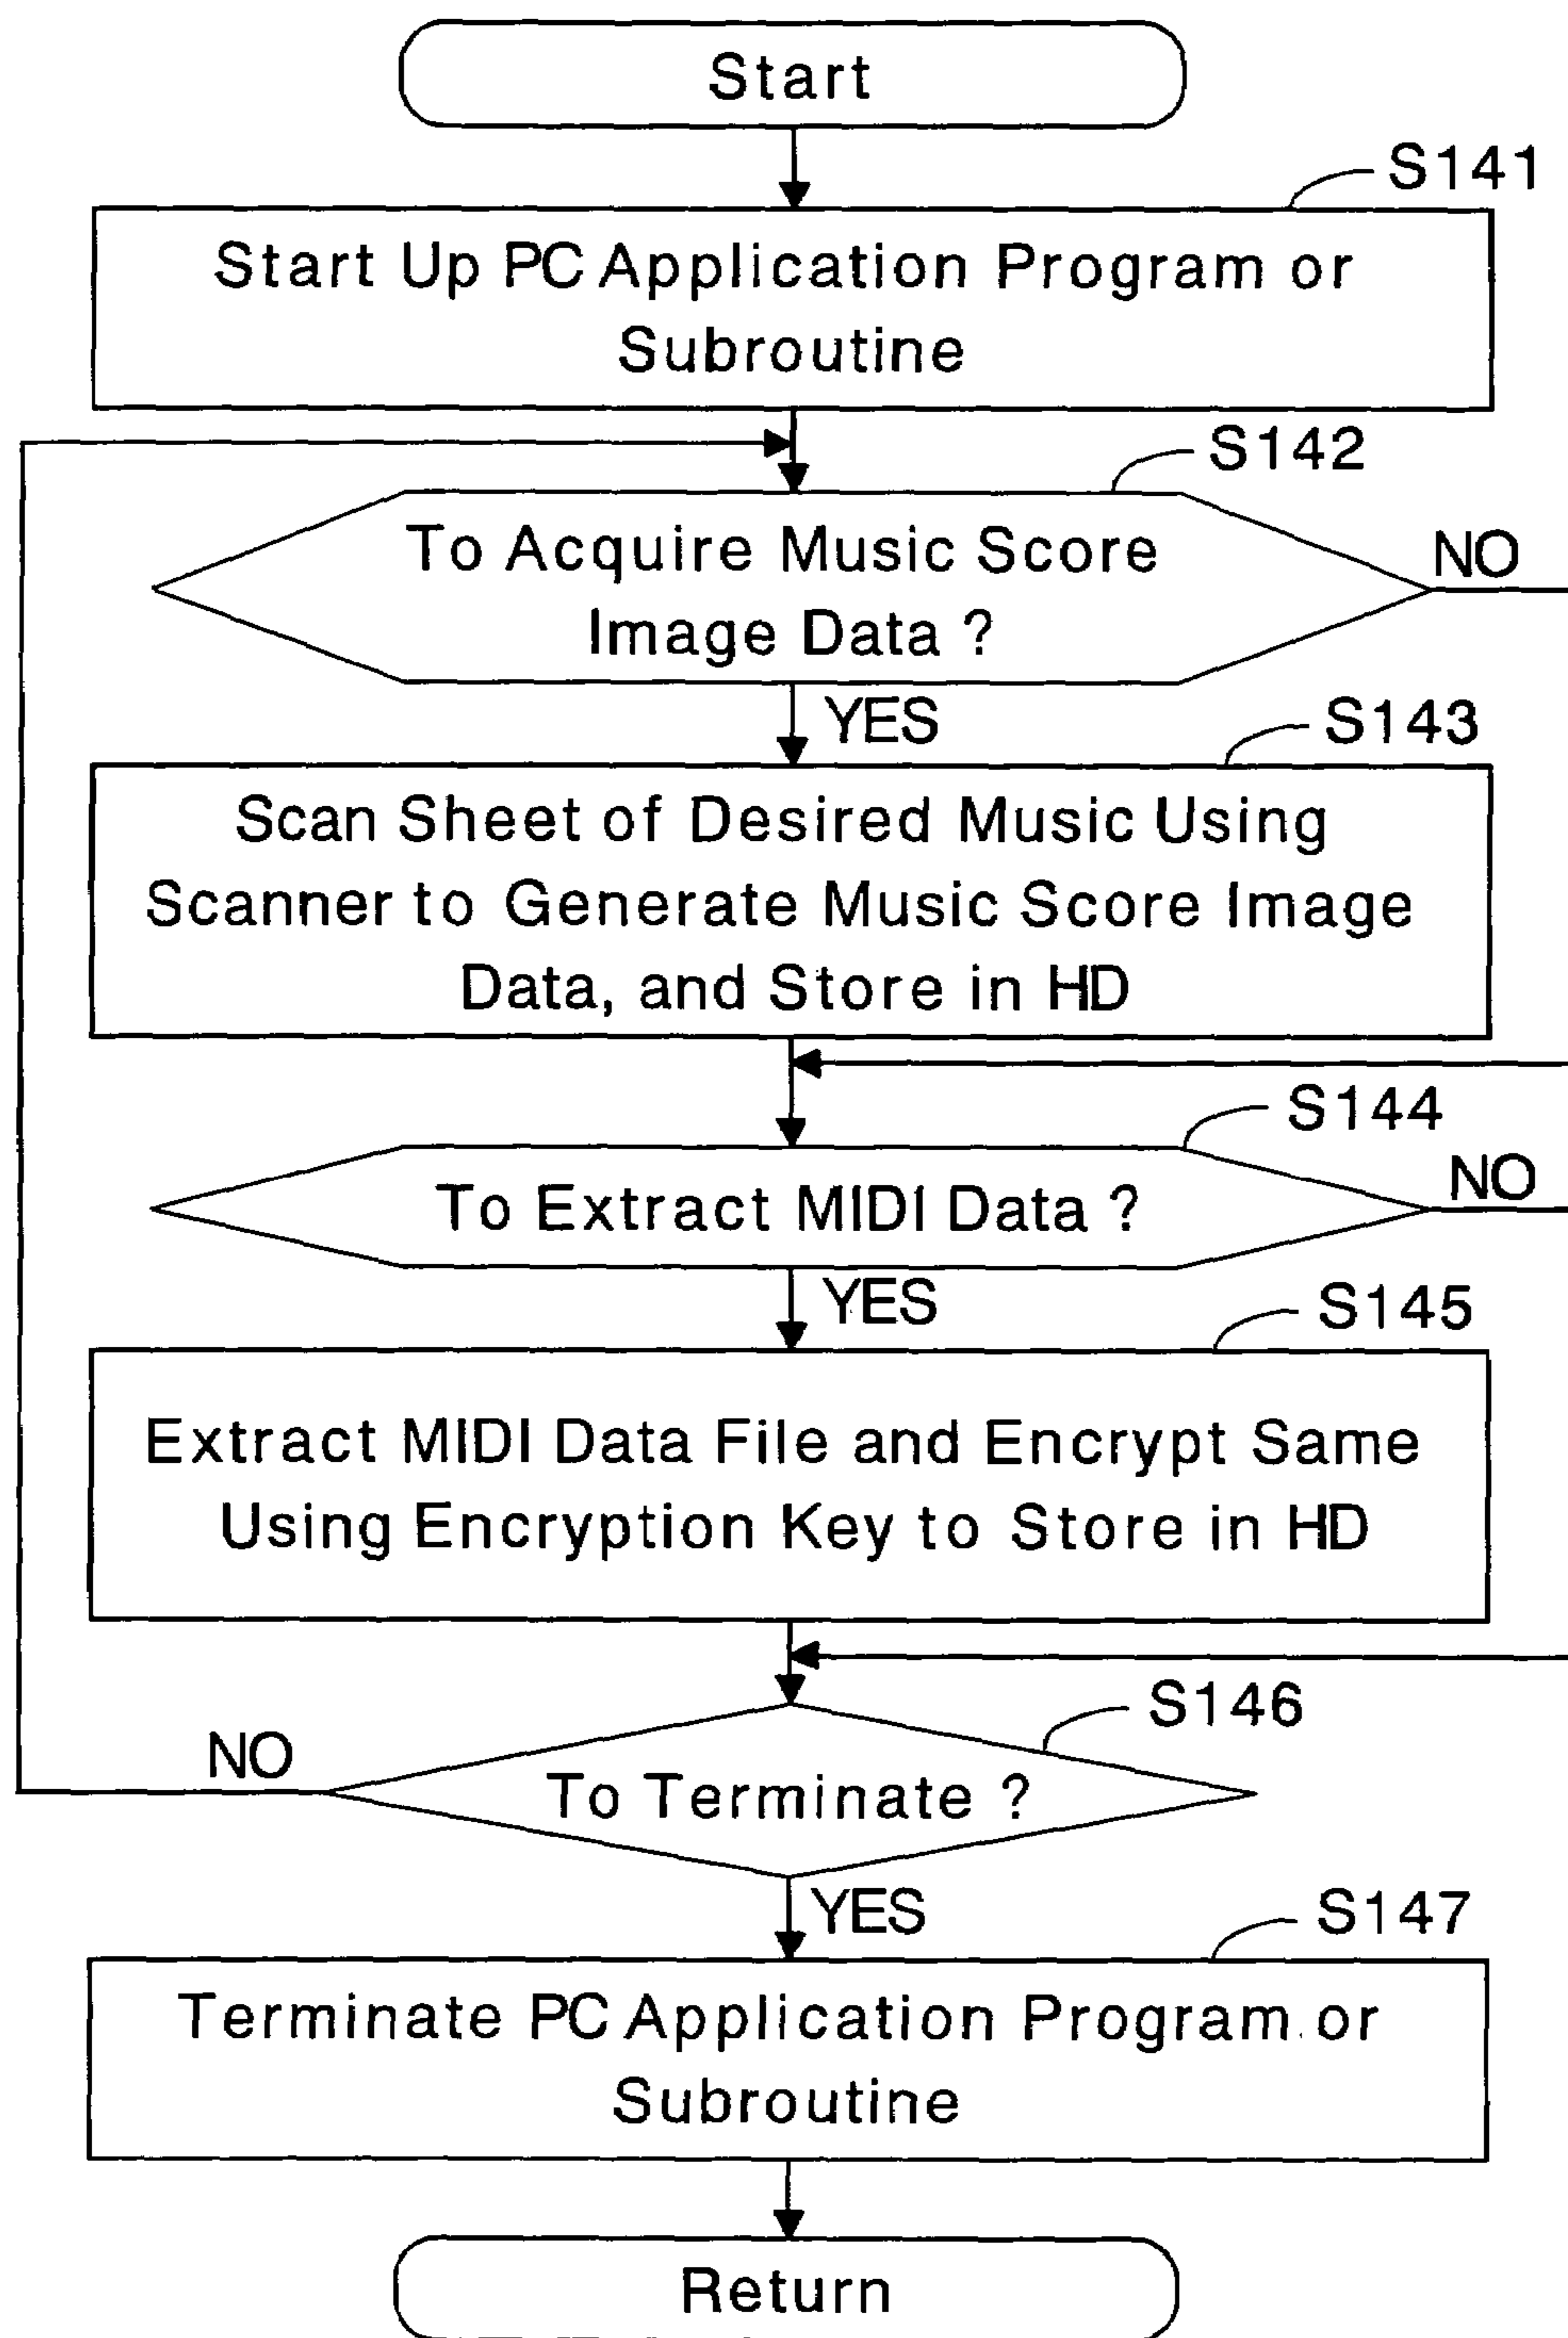 Start
S141
Start Up PC Application Program or
Subroutine
S142
To Acquire Music Score
Image Data ?
NO
YES
S143
Scan Sheet of Desired Music Using
Scanner to Generate Music Score Image
Data, and Store in HD
S144
To Extract MIDI Data ?
NO
YES
S145
Extract MIDI Data File and Encrypt Same
Using Encryption Key to Store in HD
S146
NO
To Terminate ?
YES
S147
Terminate PC Application Program or
Subroutine
Return